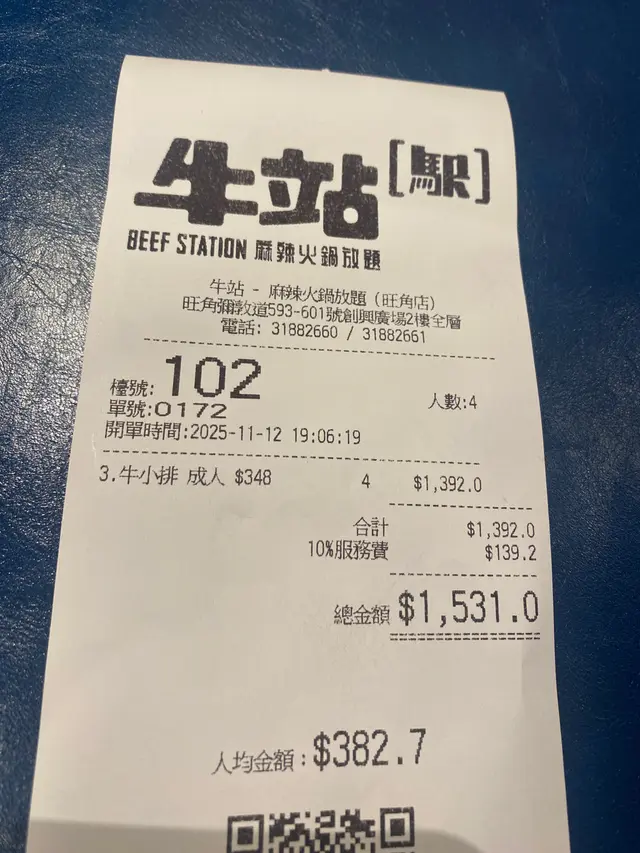 牛站[駅]
BEEF STATION 麻辣火鍋放題
牛站 - 麻辣火鍋放題 (旺角店)
旺角彌敦道593-601號創興廣場2樓全層
電話: 31882660 / 31882661
檯號: 102 人數:4
單號:0172
開單時間:2025-11-12 19:06:19
3.牛小排 成人 $348 4 $1,392.0
合計 $1,392.0
10%服務費 $139.2
總金額 $1,531.0
人均金額:$382.7